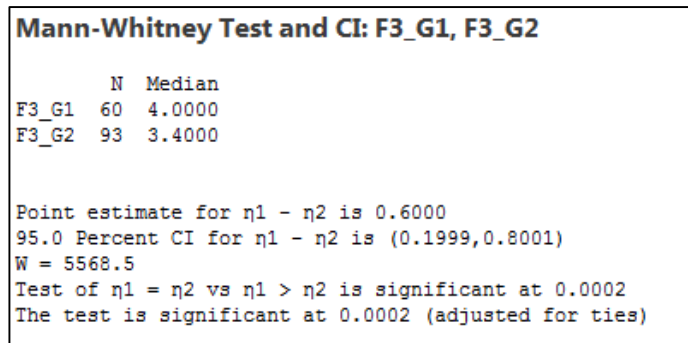 Mann-Whitney Test and CI: F3_G1, F3_G2
N Median
F3_G1 60 4.0000
F3_G2 93 3.4000
Point estimate for η1 - η2 is 0.6000
95.0 Percent CI for η1 - η2 is (0.1999,0.8001)
W = 5568.5
Test of η1 = η2 vs η1 > η2 is significant at 0.0002
The test is significant at 0.0002 (adjusted for ties)